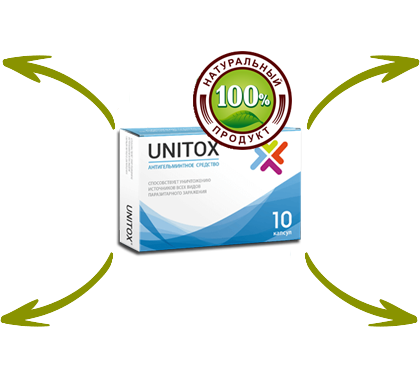 НАТУРАЛЬНЫЙ
100%
ПРОДУКТ
UNITOX
АНТИГЕЛЬМИНТНОЕ СРЕДСТВО
СПОСОБСТВУЕТ УНИЧТОЖЕНИЮ
ИСТОЧНИКОВ ВСЕХ ВИДОВ
ПАРАЗИТАРНОГО ЗАРАЖЕНИЯ
UNITOX
10
капсул